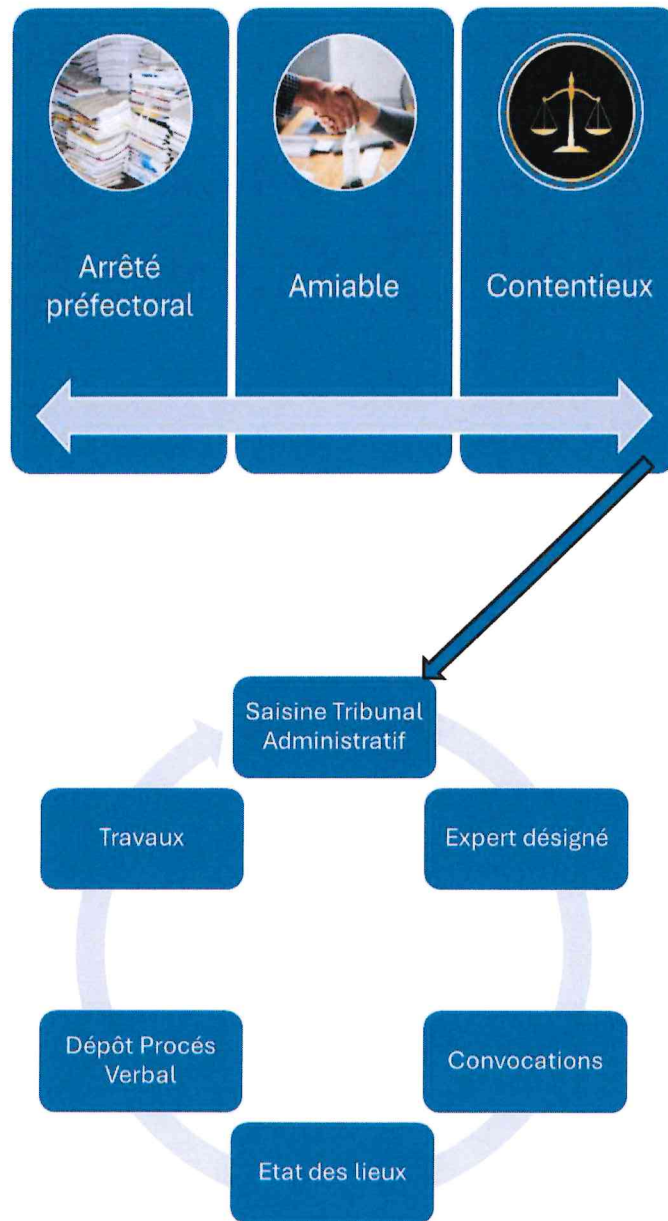 Arrêté
préfectoral
Amiable
Contentieux
Saisine Tribunal
Administratif
Expert désigné
Convocations
Etat des lieux
Dépôt Procés
Verbal
Travaux